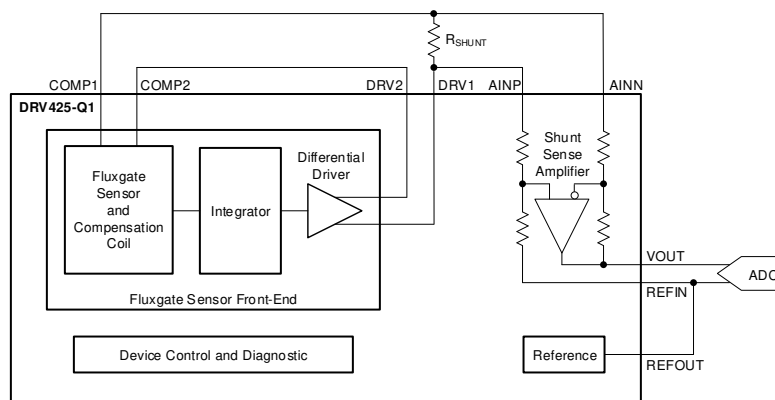 R_SHUNT
COMP1
COMP2
DRV2
DRV1
AINP
AINN
DRV425-Q1
Fluxgate
Sensor
and
Compensation
Coil
Integrator
Differential
Driver
Shunt
Sense
Amplifier
VOUT
ADC
REFIN
Fluxgate Sensor Front-End
Device Control and Diagnostic
Reference
REFOUT